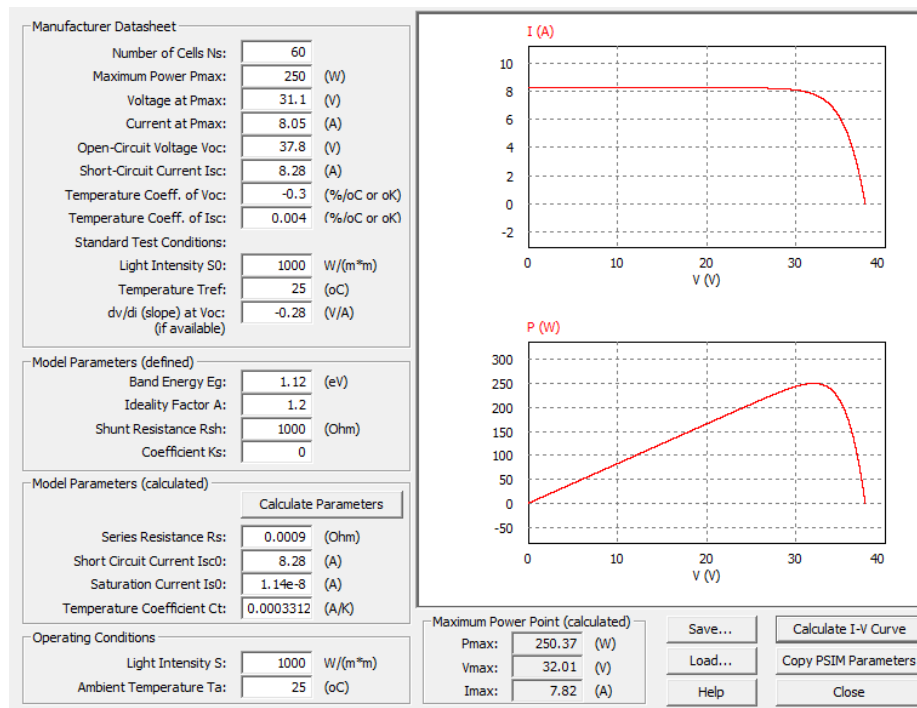 Manufacturer Datasheet
Number of Cells Ns: 60
Maximum Power Pmax: 250 (W)
Voltage at Pmax: 31.1 (V)
Current at Pmax: 8.05 (A)
Open-Circuit Voltage Voc: 37.8 (V)
Short-Circuit Current Isc: 8.28 (A)
Temperature Coeff. of Voc: -0.3 (%/oC or oK)
Temperature Coeff. of Isc: 0.004 (%/oC or oK)
Standard Test Conditions:
Light Intensity S0: 1000 W/(m*m)
Temperature Tref: 25 (oC)
dv/di (slope) at Voc: -0.28 (V/A)
(if available)
Model Parameters (defined)
Band Energy Eg: 1.12 (eV)
Ideality Factor A: 1.2
Shunt Resistance Rsh: 1000 (Ohm)
Coefficient Ks: 0
Model Parameters (calculated)
Calculate Parameters
Series Resistance Rs: 0.0009 (Ohm)
Short Circuit Current Isc0: 8.28 (A)
Saturation Current Is0: 1.14e-8 (A)
Temperature Coefficient Ct: 0.0003312 (A/K)
Operating Conditions
Light Intensity S: 1000 W/(m*m)
Ambient Temperature Ta: 25 (oC)
I (A)
10
8
6
4
2
0
-2
0 10 20 30 40
V (V)
P (W)
300
250
200
150
100
50
0
-50
0 10 20 30 40
V (V)
Maximum Power Point (calculated)
Pmax: 250.37 (W)
Vmax: 32.01 (V)
Imax: 7.82 (A)
Save... Calculate I-V Curve
Load... Copy PSIM Parameters
Help Close